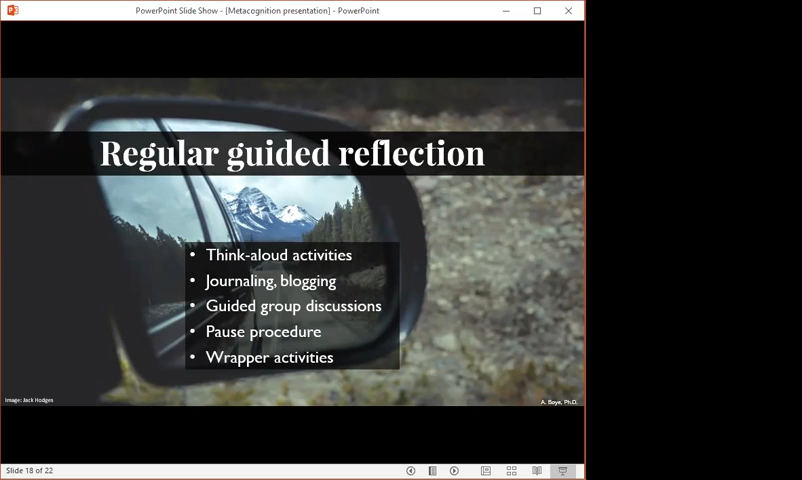 PowerPoint Slide Show - [Metacognition presentation] - PowerPoint
Regular guided reflection
• Think-aloud activities
• Journaling, blogging
• Guided group discussions
• Pause procedure
• Wrapper activities
Image: Jack Hodges
A. Boye, Ph.D.
Slide 18 of 22